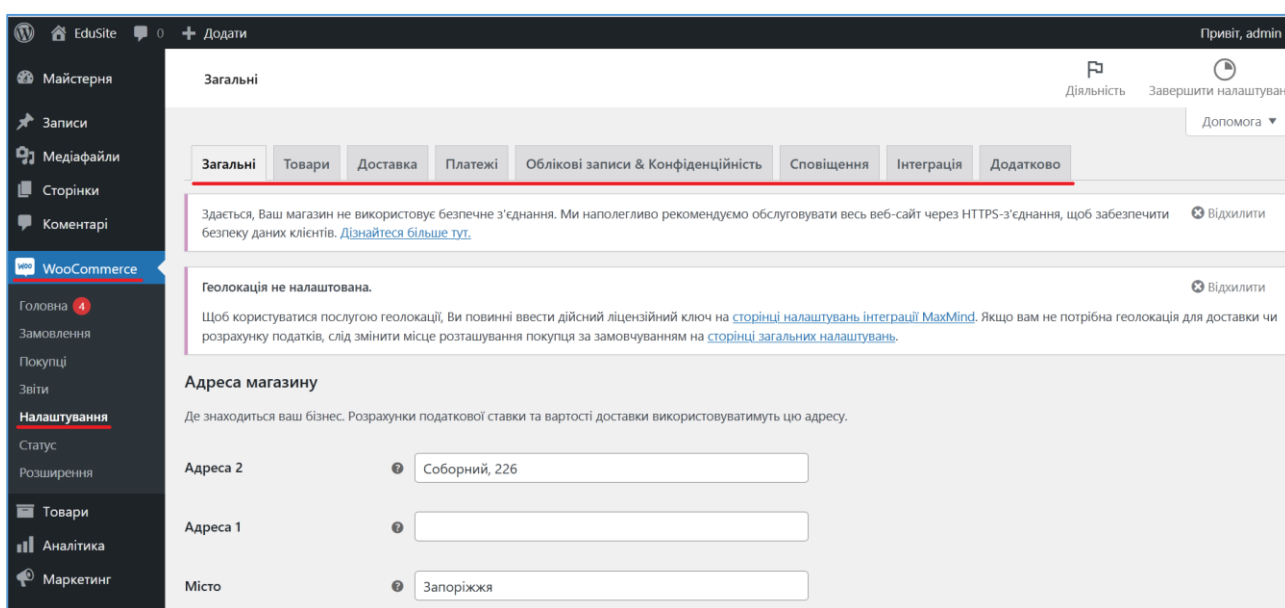 EduSite 0 Додати Привіт, admin
Майстерня
Записи
Медіафайли
Сторінки
Коментарі
WooCommerce
Головна 4
Замовлення
Покупці
Звіти
Налаштування
Статус
Розширення
Товари
Аналітика
Маркетинг
Загальні
Діяльність Завершити налаштуван
Допомога
Загальні Товари Доставка Платежі Облікові записи & Конфіденційність Сповіщення Інтеграція Додатково
Здається, Ваш магазин не використовує безпечне з'єднання. Ми наполегливо рекомендуємо обслуговувати весь веб-сайт через HTTPS-з'єднання, щоб забезпечити
безпеку даних клієнтів. Дізнайтеся більше тут.
Відхилити
Геолокація не налаштована.
Відхилити
Щоб користуватися послугою геолокації, Ви повинні ввести дійсний ліцензійний ключ на сторінці налаштувань інтеграції MaxMind. Якщо вам не потрібна геолокація для доставки чи
розрахунку податків, слід змінити місце розташування покупця за замовчуванням на сторінці загальних налаштувань.
Адреса магазину
Де знаходиться ваш бізнес. Розрахунки податкової ставки та вартості доставки використовуватимуть цю адресу.
Адреса 2 Соборний, 226
Адреса 1
Місто Запоріжжя